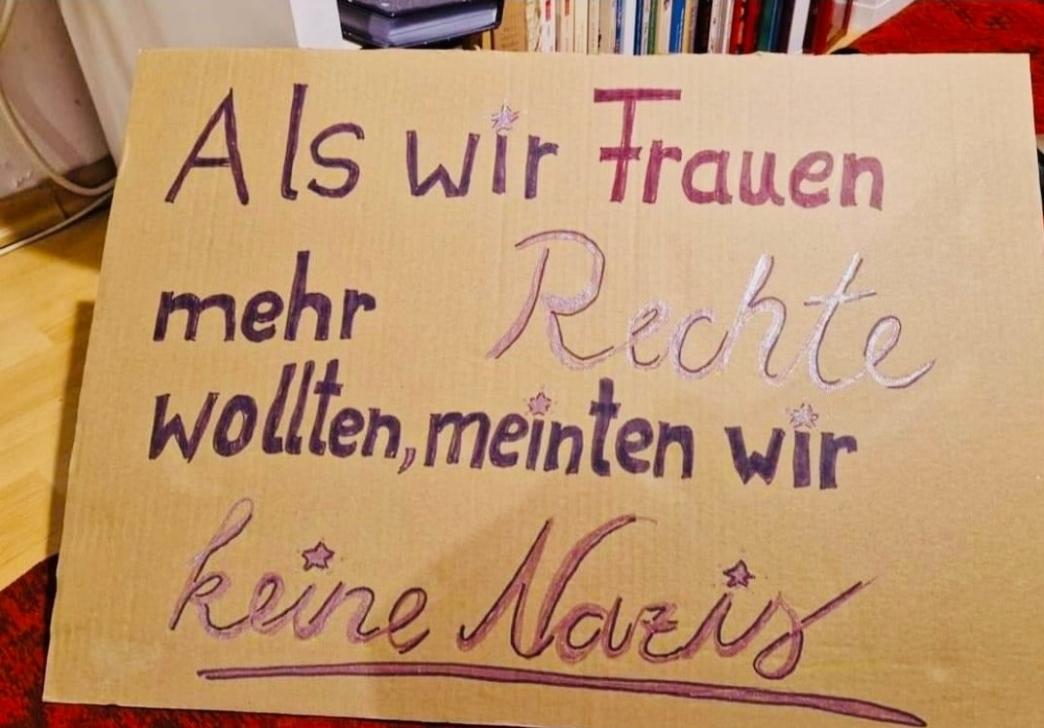 Als wir Frauen
mehr Rechte
wollten, meinten wir
keine Nazis